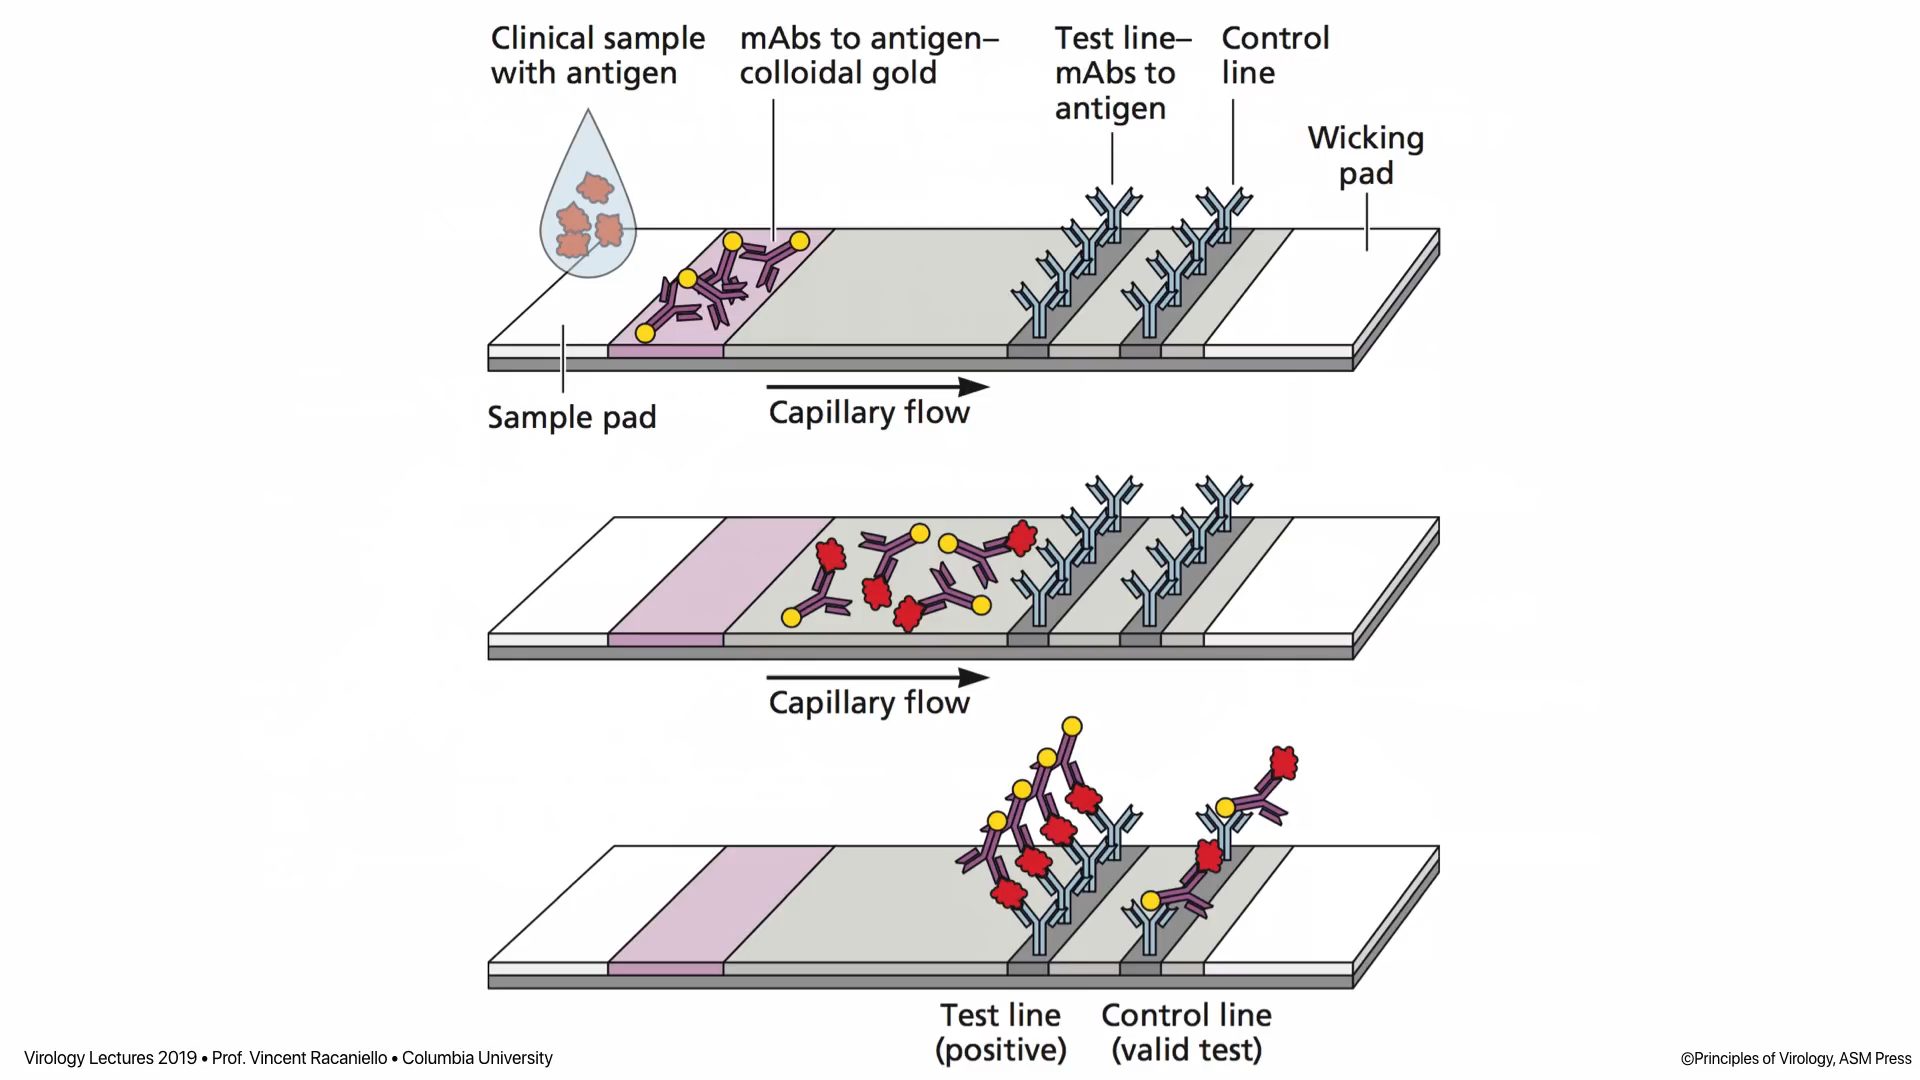 Clinical sample
with antigen
mAbs to antigen–
colloidal gold
Test line–
mAbs to
antigen
Control
line
Wicking
pad
Sample pad
Capillary flow
Capillary flow
Test line
(positive)
Control line
(valid test)
Virology Lectures 2019 • Prof. Vincent Racaniello • Columbia University
©Principles of Virology, ASM Press